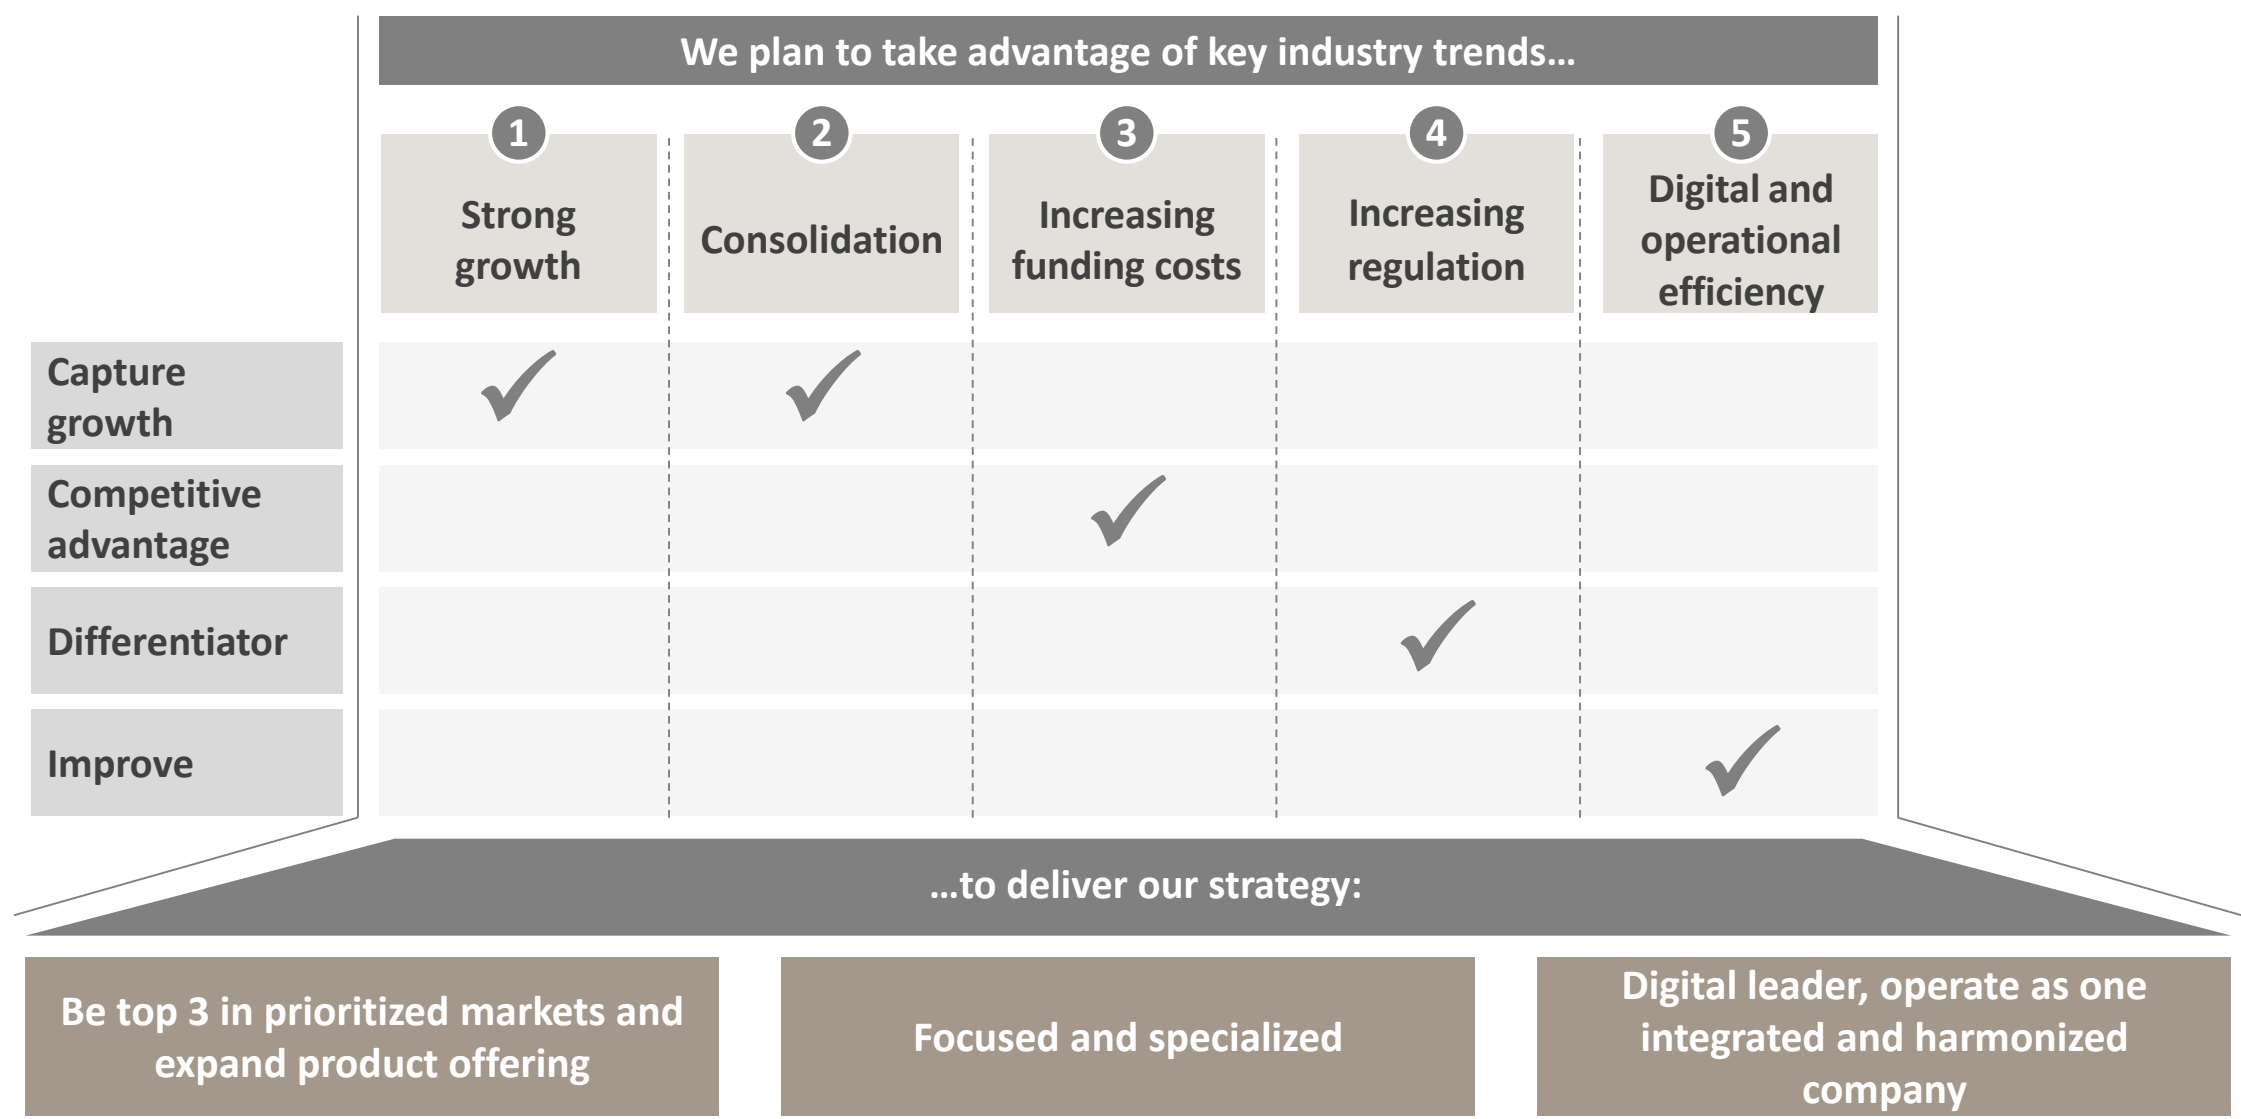 We plan to take advantage of key industry trends…
1
2
3
4
5
Strong
growth
Consolidation
Increasing
funding costs
Increasing
regulation
Digital and
operational
efficiency
Capture
growth
Competitive
advantage
Differentiator
Improve
…to deliver our strategy:
Be top 3 in prioritized markets and
expand product offering
Focused and specialized
Digital leader, operate as one
integrated and harmonized
company